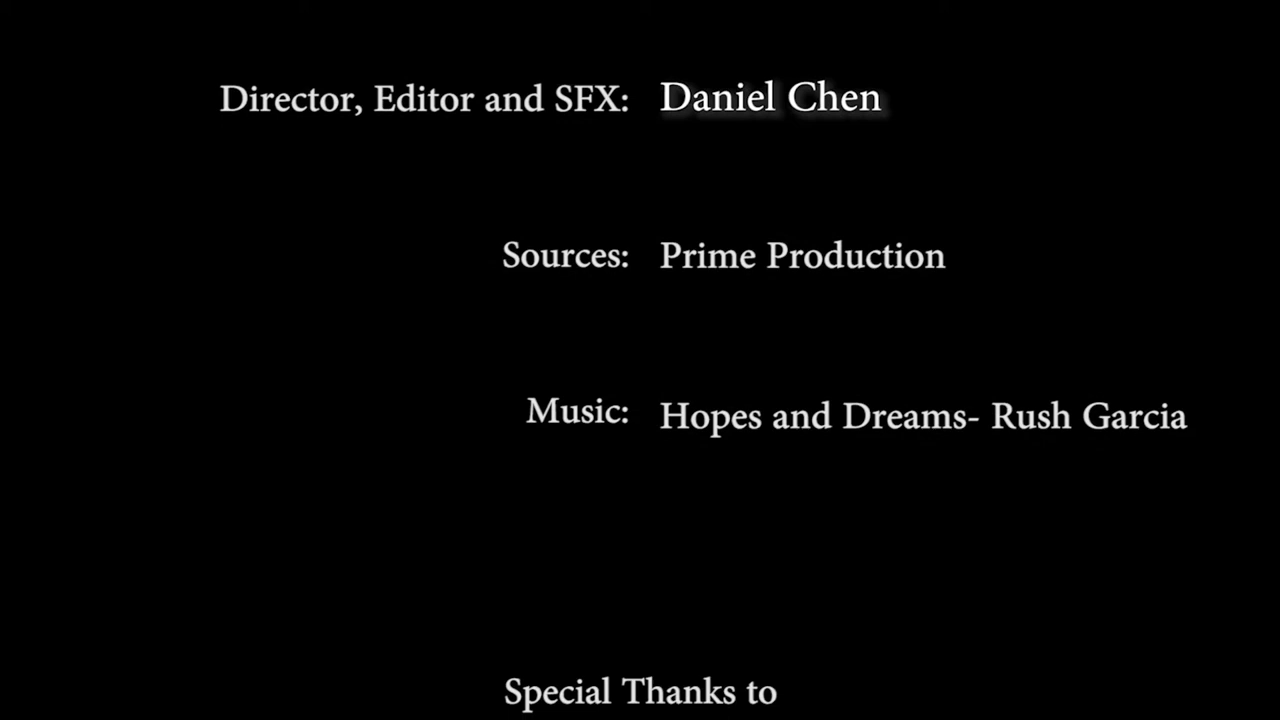 Director, Editor and SFX: Daniel Chen
Sources: Prime Production
Music: Hopes and Dreams- Rush Garcia
Special Thanks to